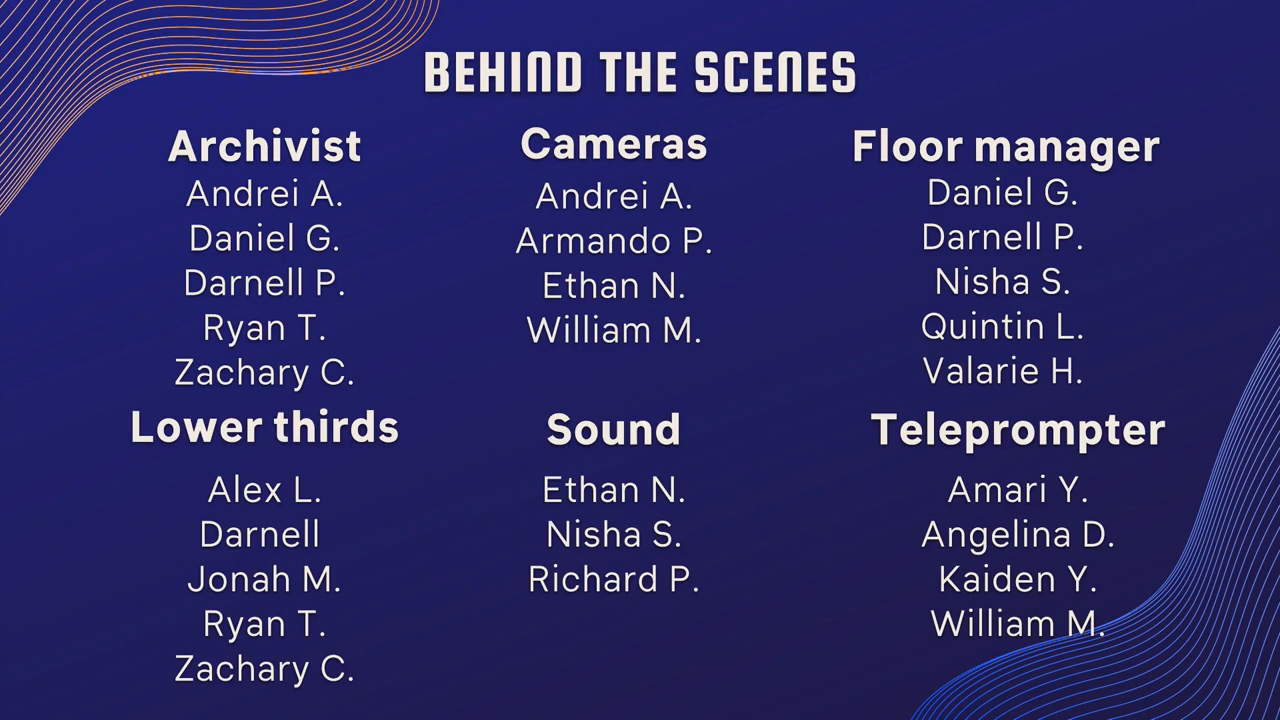 BEHIND THE SCENES
Archivist
Andrei A.
Daniel G.
Darnell P.
Ryan T.
Zachary C.
Cameras
Andrei A.
Armando P.
Ethan N.
William M.
Floor manager
Daniel G.
Darnell P.
Nisha S.
Quintin L.
Valarie H.
Lower thirds
Alex L.
Darnell
Jonah M.
Ryan T.
Zachary C.
Sound
Ethan N.
Nisha S.
Richard P.
Teleprompter
Amari Y.
Angelina D.
Kaiden Y.
William M.